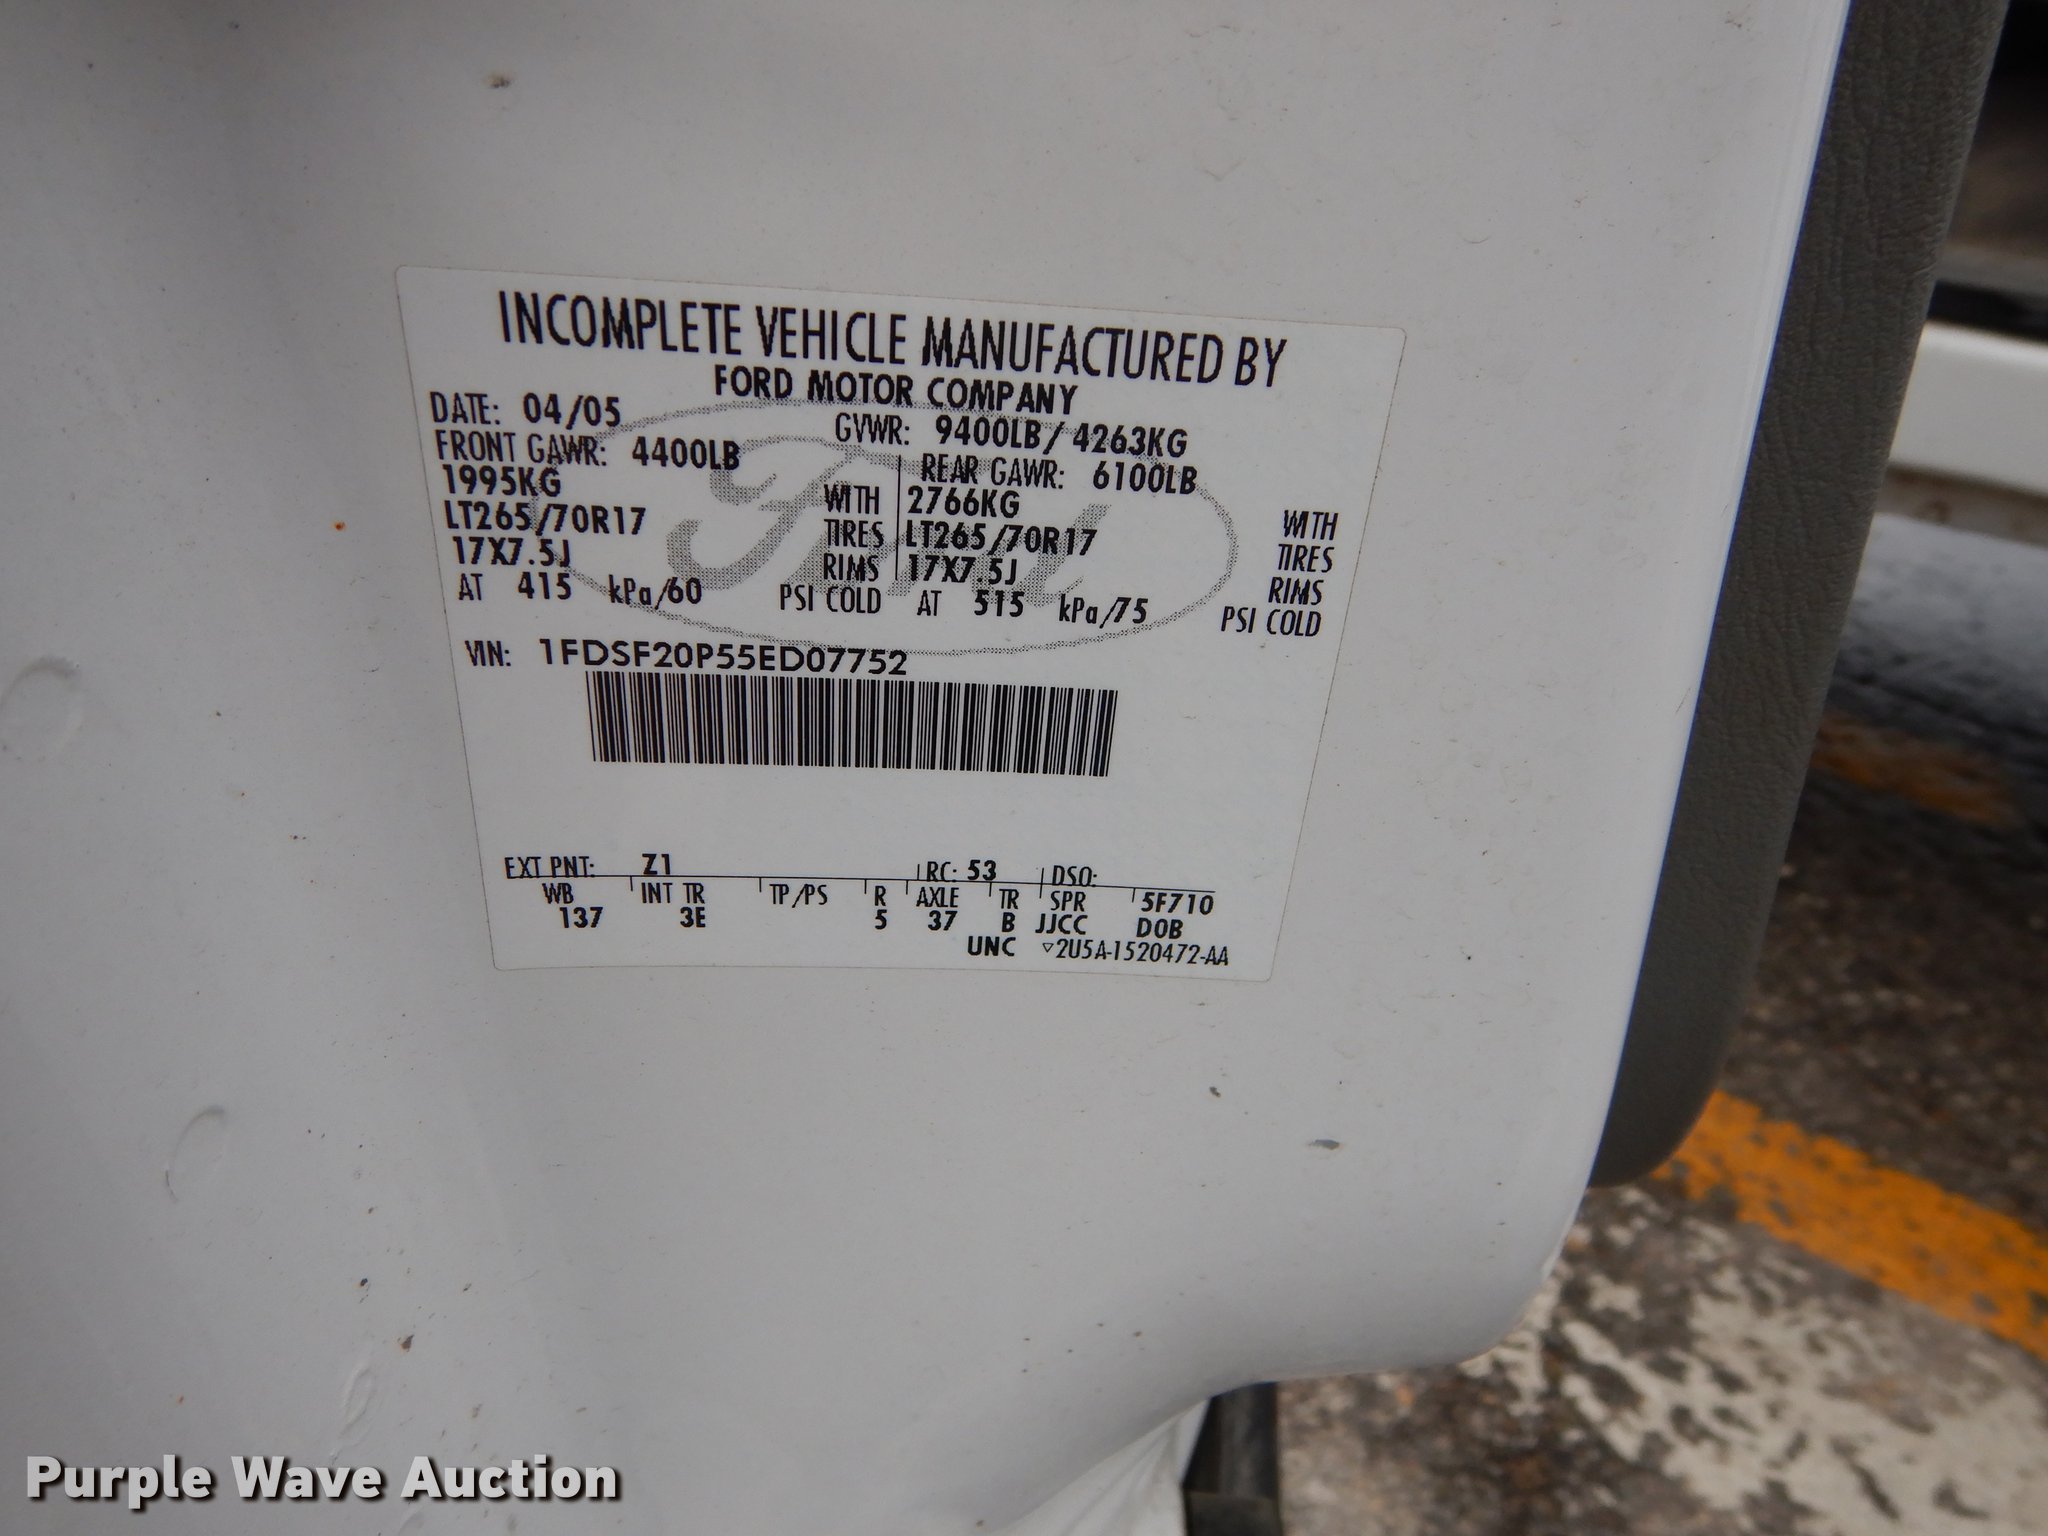 INCOMPLETE VEHICLE MANUFACTURED BY
FORD MOTOR COMPANY
DATE: 04/05 GVWR: 9400LB/ 4263KG
FRONT GAWR: 4400LB REAR GAWR: 6100LB
1995KG WITH 2766KG WITH
LT265/70R17 TIRES LT265/70R17 TIRES
17X7.5J RIMS 17X7.5J RIMS
AT 415 kPa/60 PSI COLD AT 515 kPa/75 PSI COLD
VIN: 1FDSF20P55ED07752
EXT PNT: Z1 RC: 53 DSO:
WB INT TR TP/PS R AXLE TR SPR 5F710
137 3E 5 37 B JJCC D0B
UNC ▽2U5A-1520472-AA
Purple Wave Auction